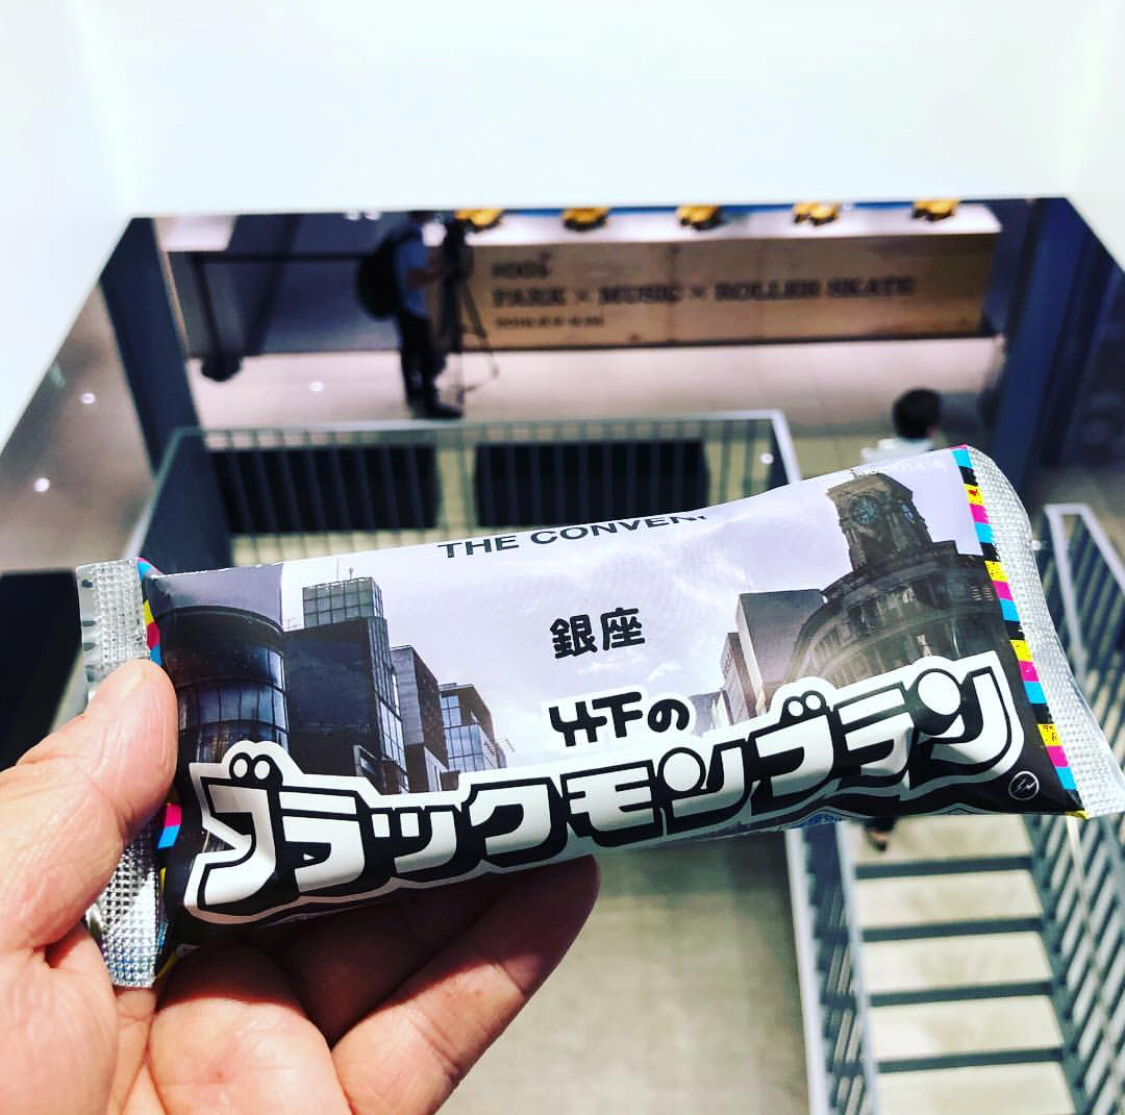 PARK × MUSIC × ROLLER SKATE
THE CONVENI
銀座
竹下の
ブラックモンブラン